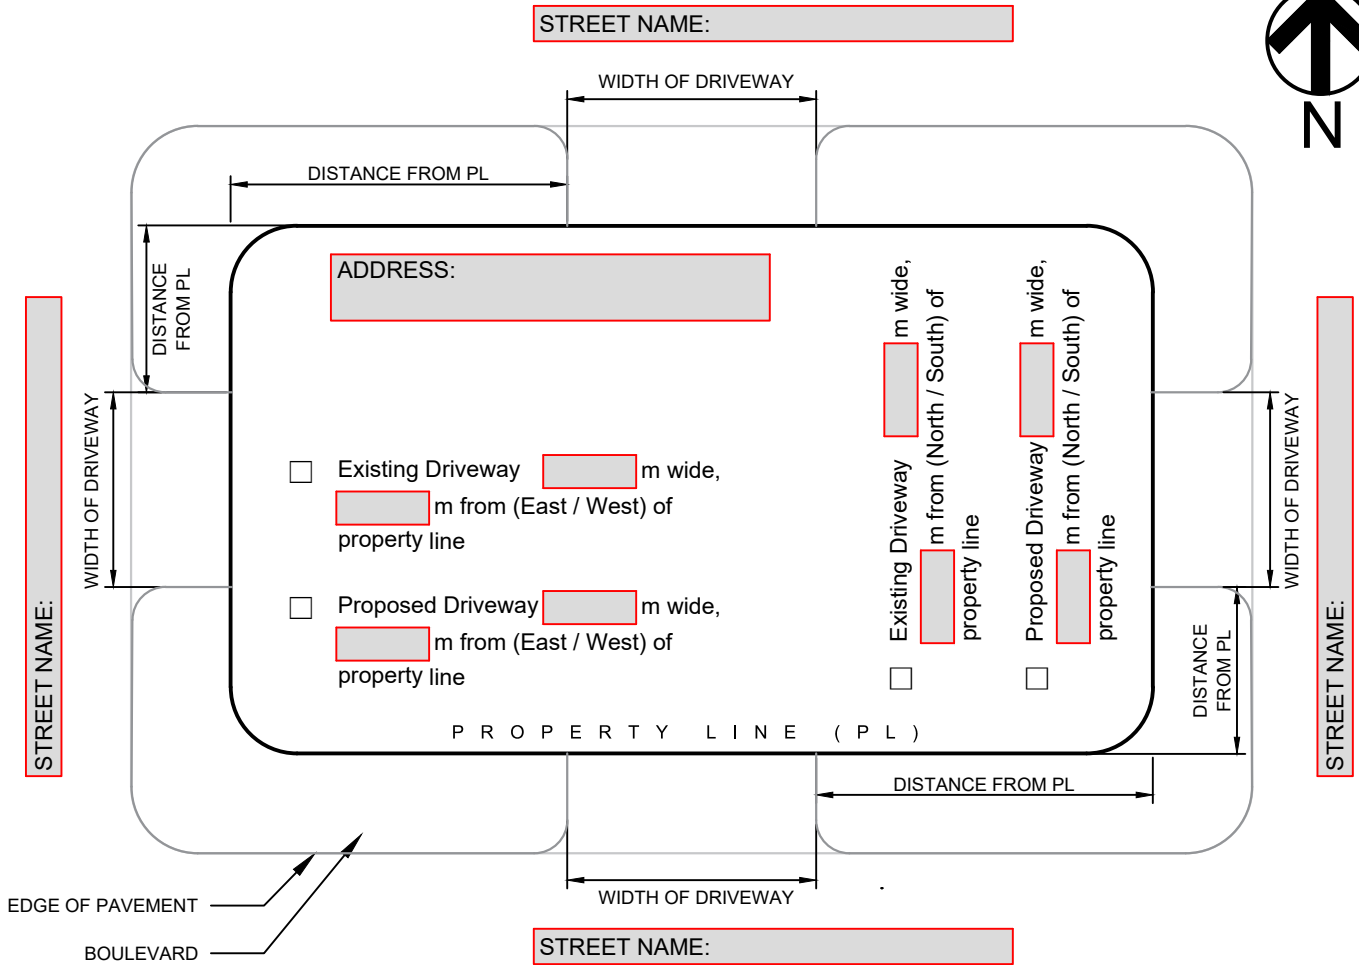 STREET NAME:
WIDTH OF DRIVEWAY
N
DISTANCE FROM PL
DISTANCE
FROM PL
ADDRESS:
STREET NAME:
WIDTH OF DRIVEWAY
Existing Driveway m wide,
m from (East / West) of
property line
Proposed Driveway m wide,
m from (East / West) of
property line
Existing Driveway m wide,
m from (North / South) of
property line
Proposed Driveway m wide,
m from (North / South) of
property line
WIDTH OF DRIVEWAY
STREET NAME:
DISTANCE
FROM PL
PROPERTY LINE (PL)
DISTANCE FROM PL
WIDTH OF DRIVEWAY
EDGE OF PAVEMENT
BOULEVARD
STREET NAME: